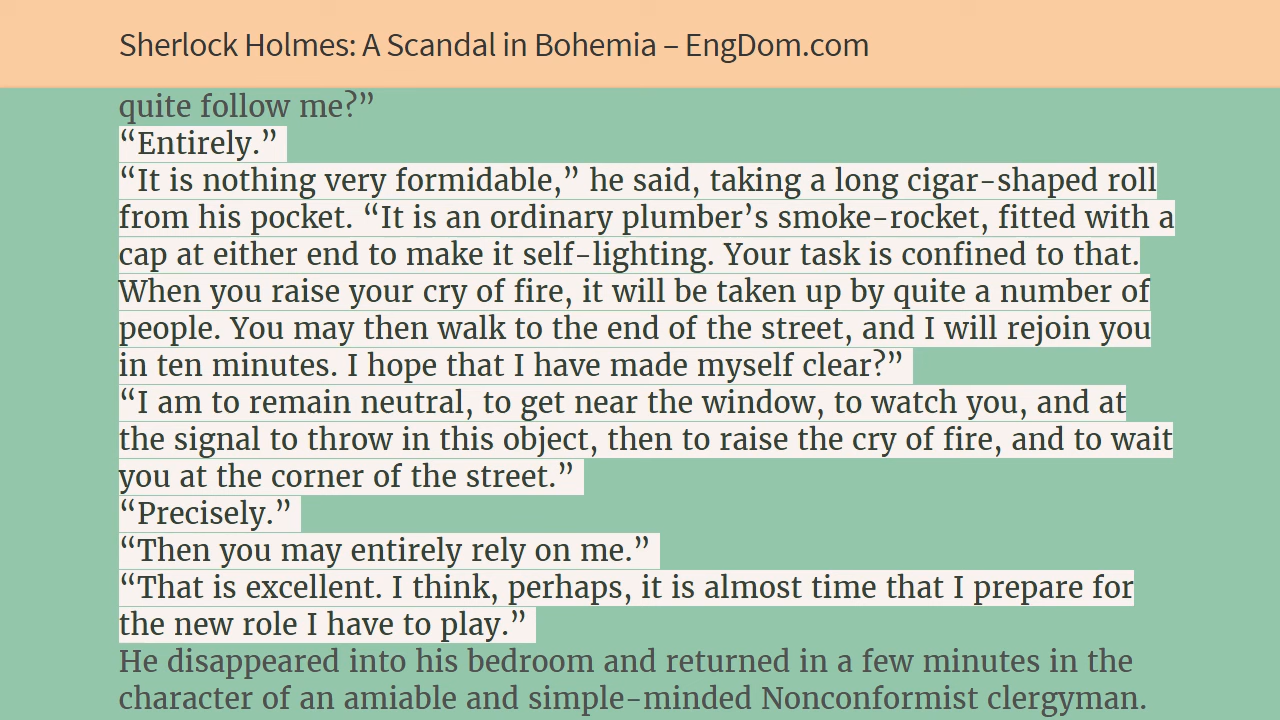 Sherlock Holmes: A Scandal in Bohemia – EngDom.com
quite follow me?”
“Entirely.”
“It is nothing very formidable,” he said, taking a long cigar-shaped roll
from his pocket. “It is an ordinary plumber’s smoke-rocket, fitted with a
cap at either end to make it self-lighting. Your task is confined to that.
When you raise your cry of fire, it will be taken up by quite a number of
people. You may then walk to the end of the street, and I will rejoin you
in ten minutes. I hope that I have made myself clear?”
“I am to remain neutral, to get near the window, to watch you, and at
the signal to throw in this object, then to raise the cry of fire, and to wait
you at the corner of the street.”
“Precisely.”
“Then you may entirely rely on me.”
“That is excellent. I think, perhaps, it is almost time that I prepare for
the new role I have to play.”
He disappeared into his bedroom and returned in a few minutes in the
character of an amiable and simple-minded Nonconformist clergyman.